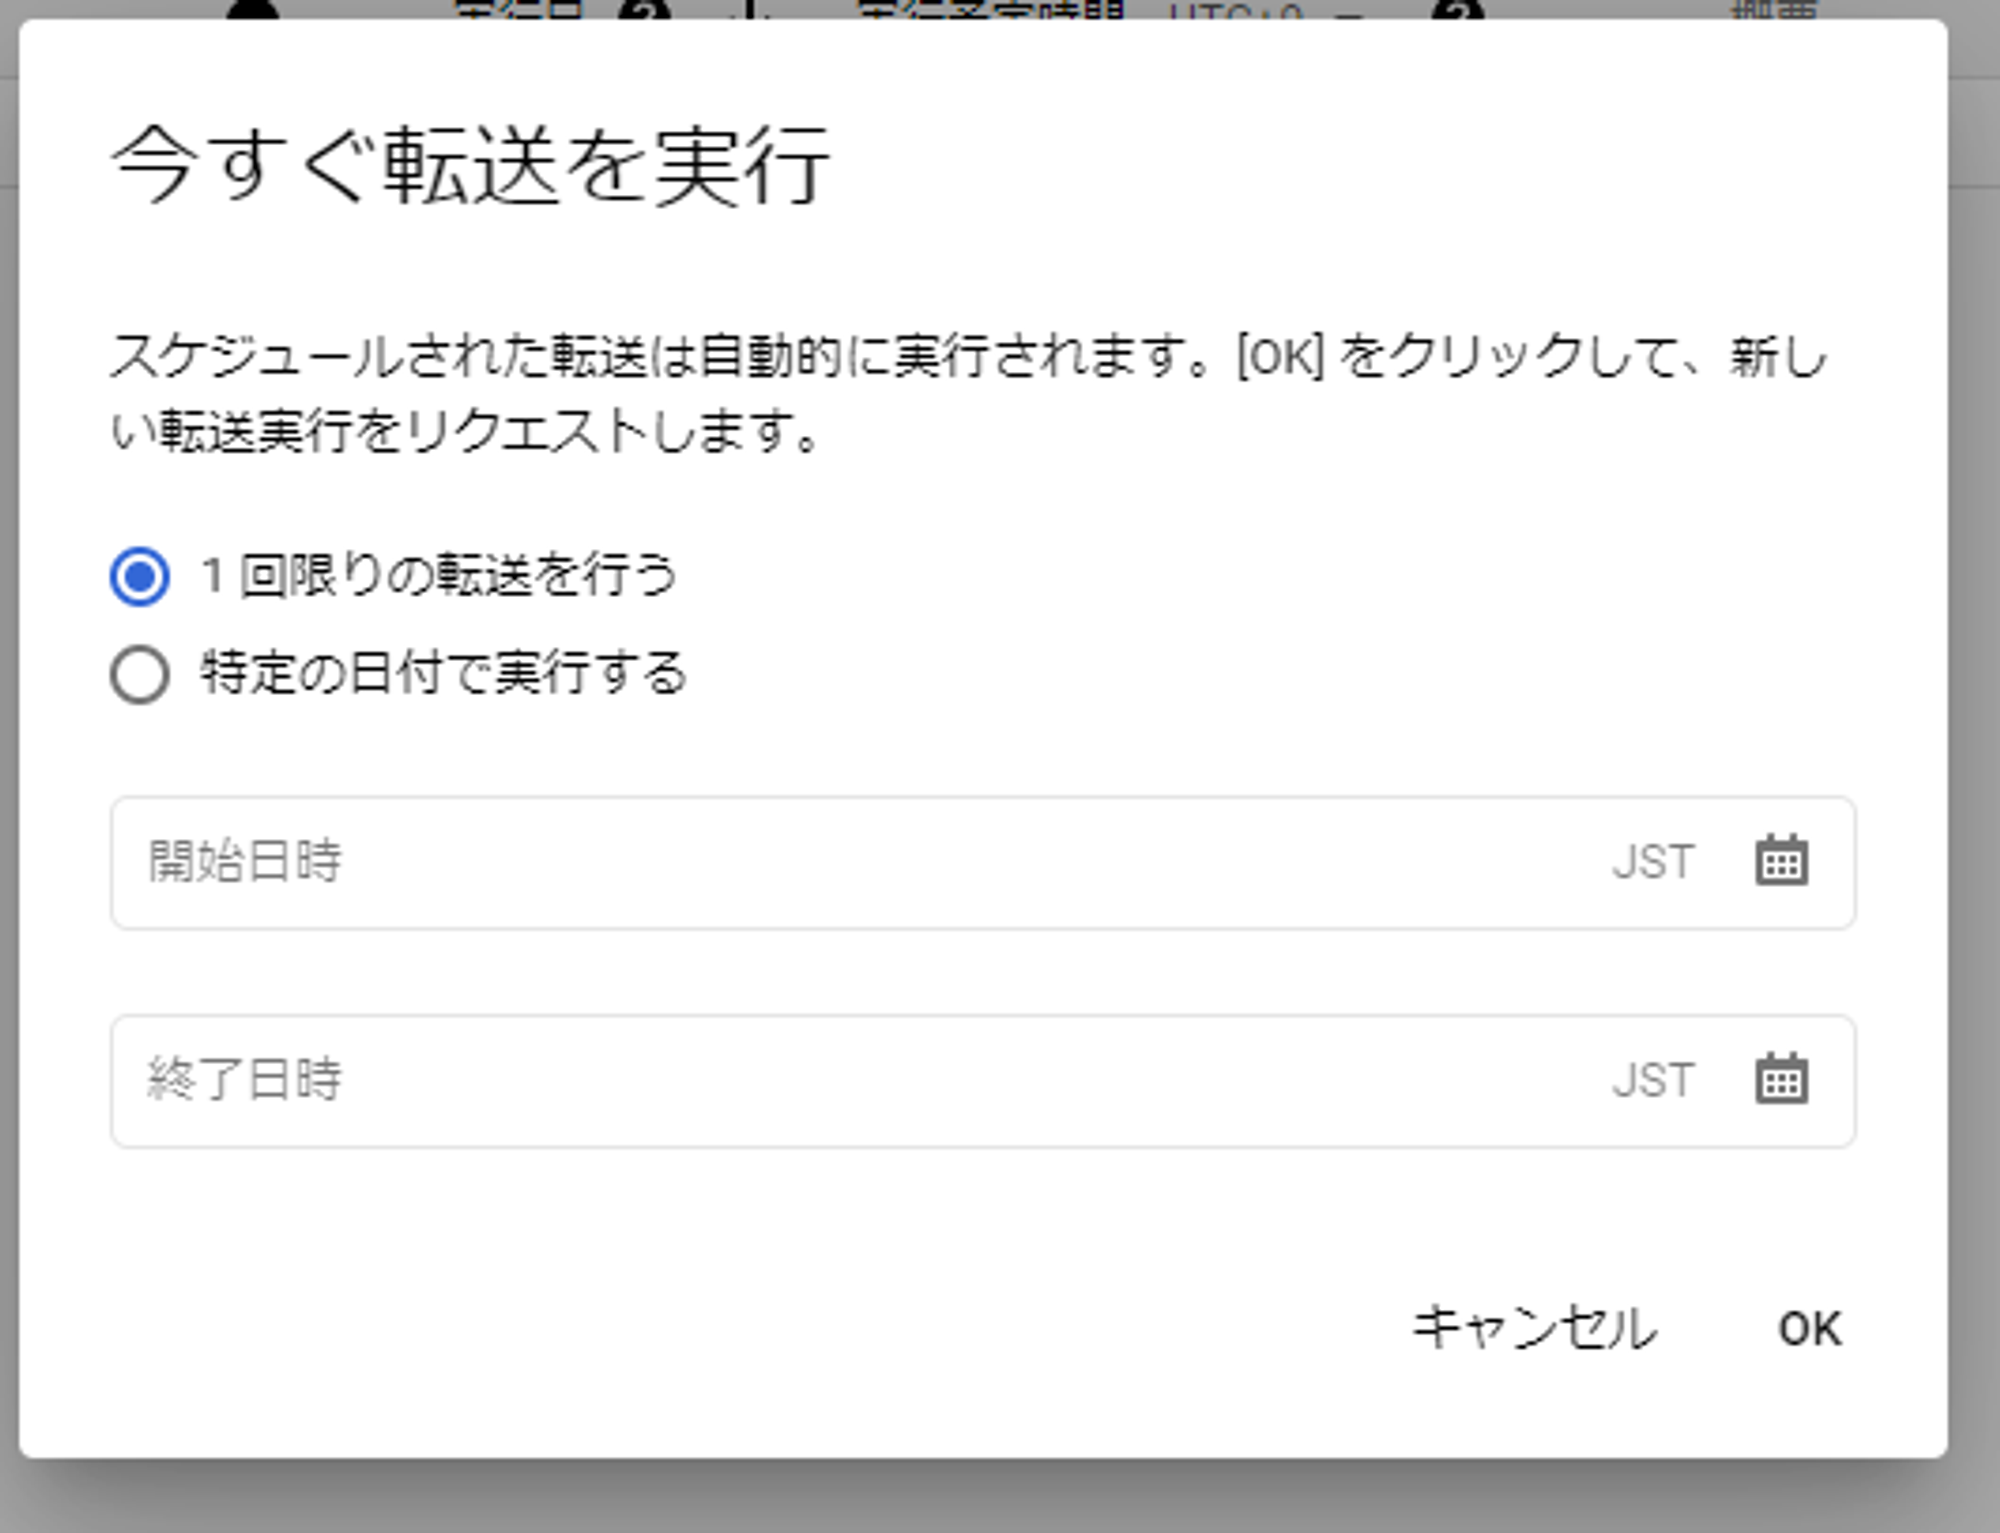 今すぐ転送を実行
スケジュールされた転送は自動的に実行されます。[OK] をクリックして、新し
い転送実行をリクエストします。
1 回限りの転送を行う
特定の日付で実行する
開始日時 JST
終了日時 JST
キャンセル OK